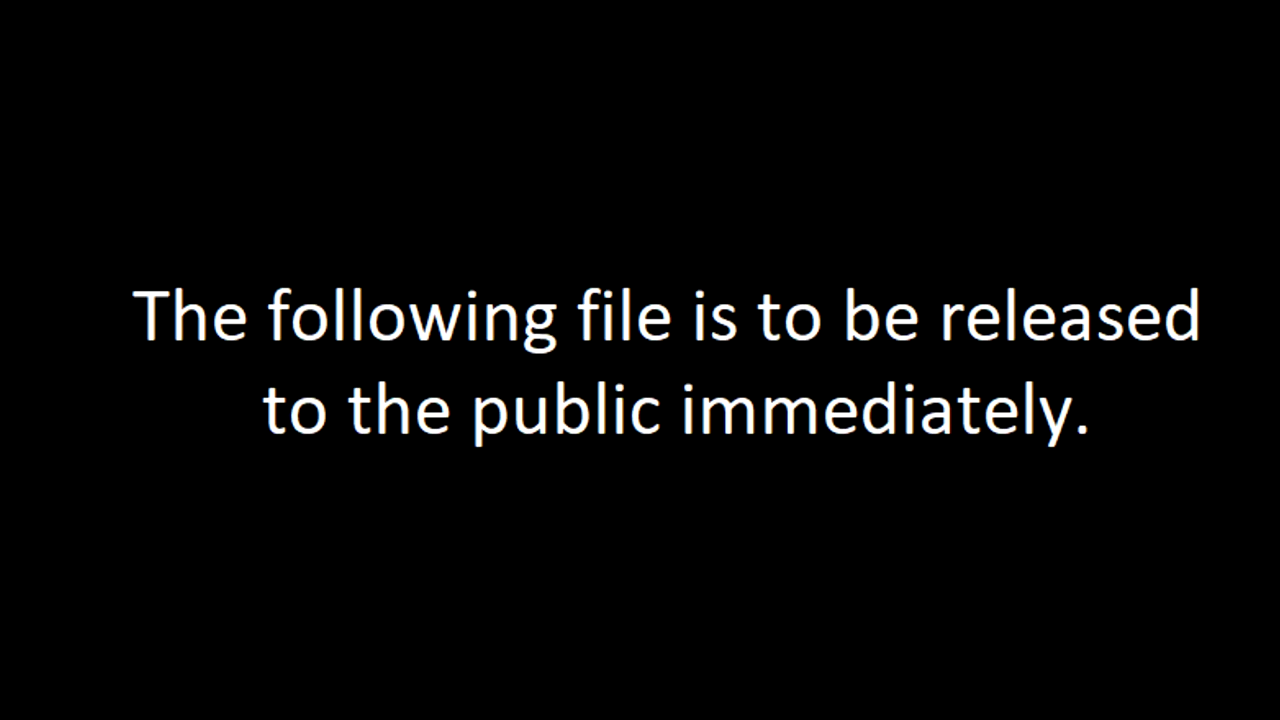 The following file is to be released
to the public immediately.